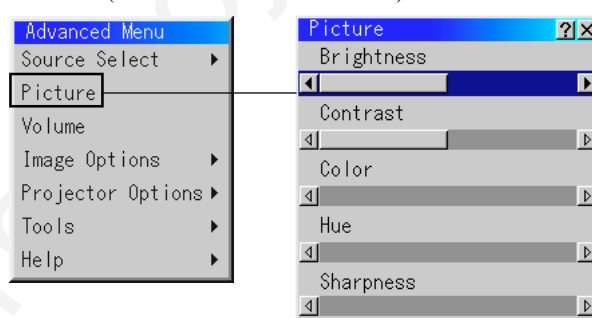 Advanced Menu
Source Select
Picture
Volume
Image Options
Projector Options
Tools
Help
Picture
Brightness
Contrast
Color
Hue
Sharpness